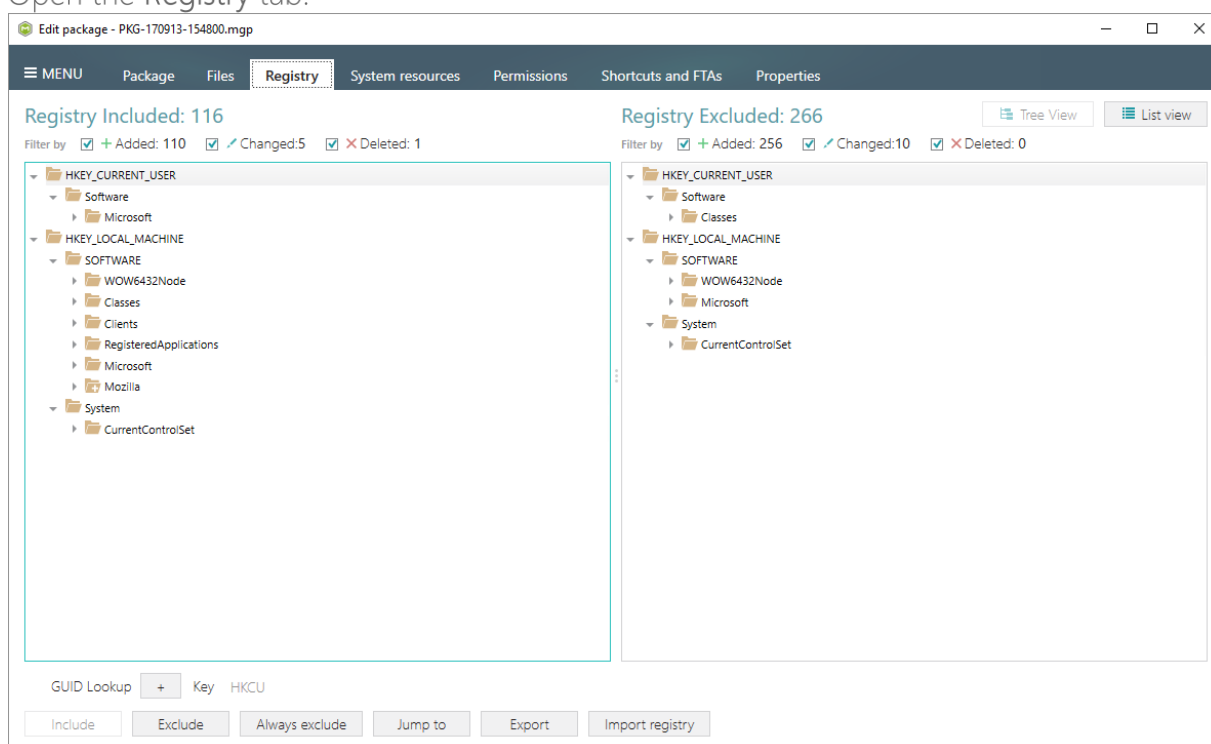 Open the Registry tab.
Edit package - PKG-170913-154800.mgp
MENU Package Files Registry System resources Permissions Shortcuts and FTAs Properties
Registry Included: 116
Filter by + Added: 110 Changed:5 Deleted: 1
HKEY_CURRENT_USER
Software
Microsoft
HKEY_LOCAL_MACHINE
SOFTWARE
WOW6432Node
Classes
Clients
RegisteredApplications
Microsoft
Mozilla
System
CurrentControlSet
Registry Excluded: 266
Tree View List view
Filter by + Added: 256 Changed:10 Deleted: 0
HKEY_CURRENT_USER
Software
Classes
HKEY_LOCAL_MACHINE
SOFTWARE
WOW6432Node
Microsoft
System
CurrentControlSet
GUID Lookup + Key HKCU
Include Exclude Always exclude Jump to Export Import registry